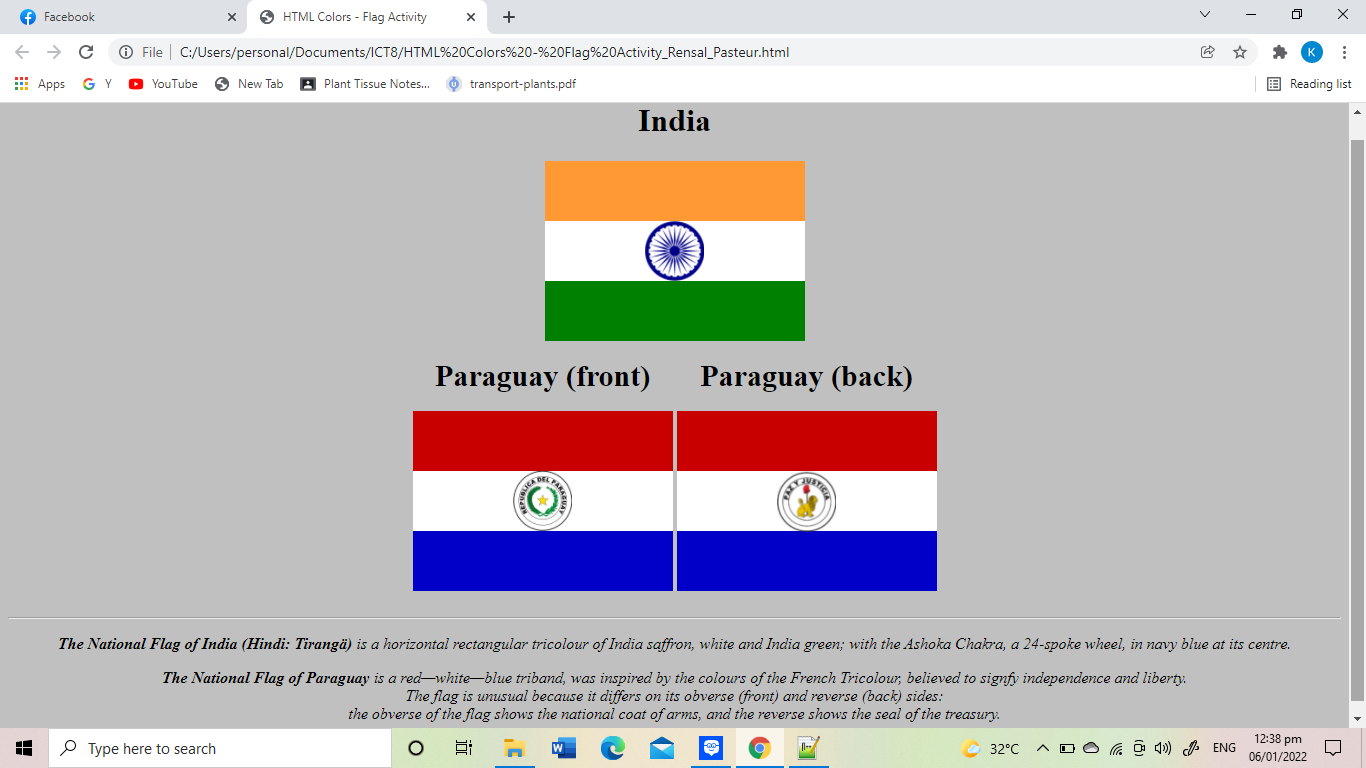 Facebook
HTML Colors - Flag Activity
File
C:/Users/personal/Documents/ICT8/HTML%20Colors%20-%20Flag%20Activity_Rensal_Pasteur.html
K
Apps
Y
YouTube
New Tab
Plant Tissue Notes...
transport-plants.pdf
Reading list
India
Paraguay (front)
Paraguay (back)
REPUBLICA DEL PARAGUAY
PAZ Y JUSTICIA
The National Flag of India (Hindi: Tirangä) is a horizontal rectangular tricolour of India saffron, white and India green; with the Ashoka Chakra, a 24-spoke wheel, in navy blue at its centre.
The National Flag of Paraguay is a red—white—blue triband, was inspired by the colours of the French Tricolour, believed to signfy independence and liberty.
The flag is unusual because it differs on its obverse (front) and reverse (back) sides:
the obverse of the flag shows the national coat of arms, and the reverse shows the seal of the treasury.
Type here to search
32°C
ENG
12:38 pm
06/01/2022